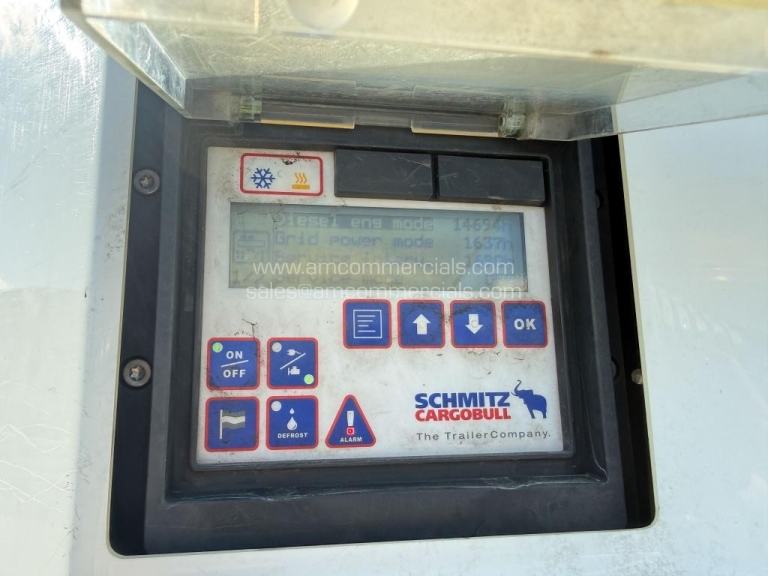 Diesel eng mode 14694h
Grid power mode 1637h
www.amcommercials.com
sales@amcommercials.com
OK
ON
OFF
DEFROST
ALARM
SCHMITZ
CARGOBULL
The TrailerCompany.